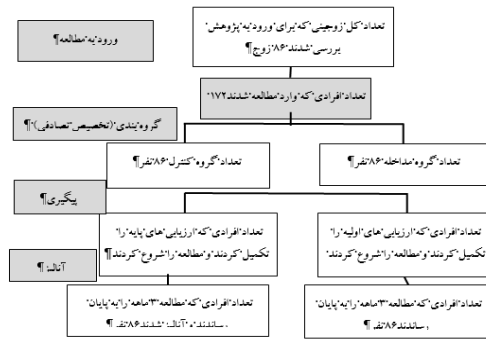 تعداد کل زوجینی که برای ورود به پژوهش
بررسی شدند ۸۶ زوج¶
ورود به مطالعه¶
تعداد افرادی که وارد مطالعه شدند ۱۷۲
گروه بندی (تخصیص تصادفی)¶
تعداد گروه مداخله ۸۶ نفر¶
تعداد گروه کنترل ۸۶ نفر¶
پیگیری¶
تعداد افرادی که ارزیابی های اولیه را
تکمیل کردند و مطالعه را شروع کردند
تعداد افرادی که ارزیابی های پایه را
تکمیل کردند و مطالعه را شروع کردند¶
آنالیز¶
تعداد افرادی که مطالعه ۳ ماهه را به پایان
رساندند ۸۶ نفر¶
تعداد افرادی که مطالعه ۳ ماهه را به پایان
رساندند و آنالیز شدند ۸۶ نفر¶